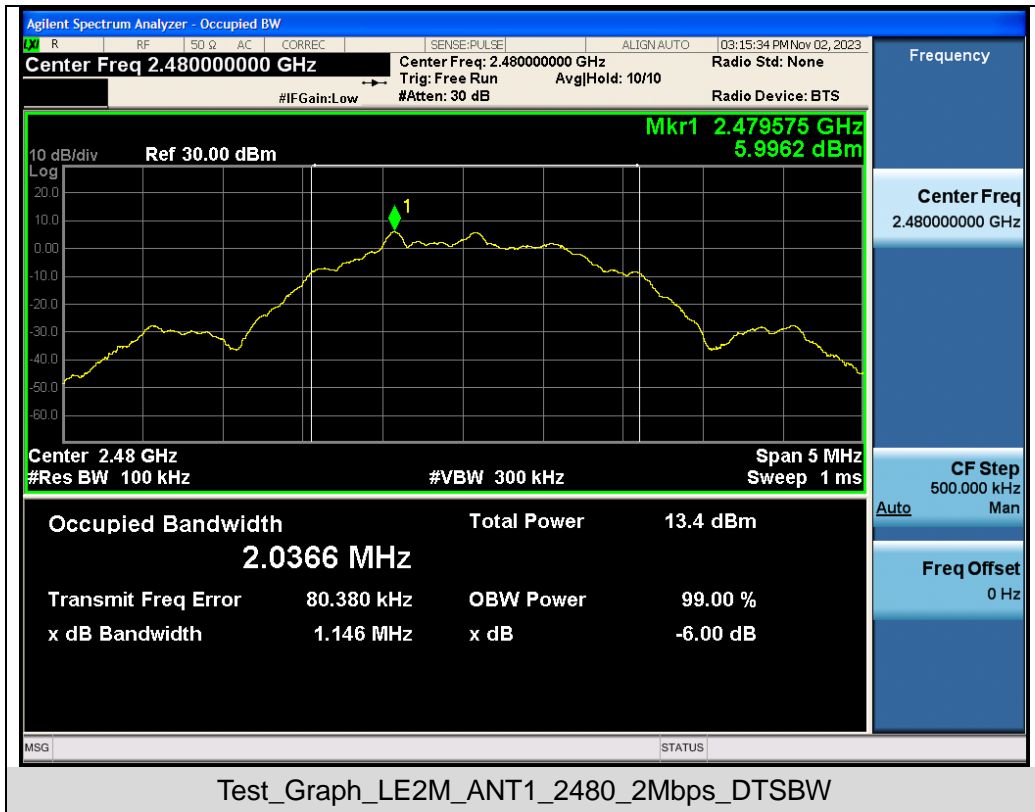 Agilent Spectrum Analyzer - Occupied BW
LXI R RF 50 Ω AC CORREC SENSE:PULSE ALIGN AUTO 03:15:34 PM Nov 02, 2023
Center Freq 2.480000000 GHz
Center Freq: 2.480000000 GHz
Radio Std: None
Trig: Free Run Avg|Hold: 10/10
#IFGain:Low
#Atten: 30 dB
Radio Device: BTS
Mkr1 2.479575 GHz
5.9962 dBm
10 dB/div Ref 30.00 dBm
Log
20.0
10.0
0.00
-10.0
-20.0
-30.0
-40.0
-50.0
-60.0
1
Center 2.48 GHz Span 5 MHz
#Res BW 100 kHz #VBW 300 kHz Sweep 1 ms
Occupied Bandwidth Total Power 13.4 dBm
2.0366 MHz
Transmit Freq Error 80.380 kHz OBW Power 99.00 %
x dB Bandwidth 1.146 MHz x dB -6.00 dB
MSG STATUS
Frequency
Center Freq
2.480000000 GHz
CF Step
500.000 kHz
Auto Man
Freq Offset
0 Hz
Test_Graph_LE2M_ANT1_2480_2Mbps_DTSBW